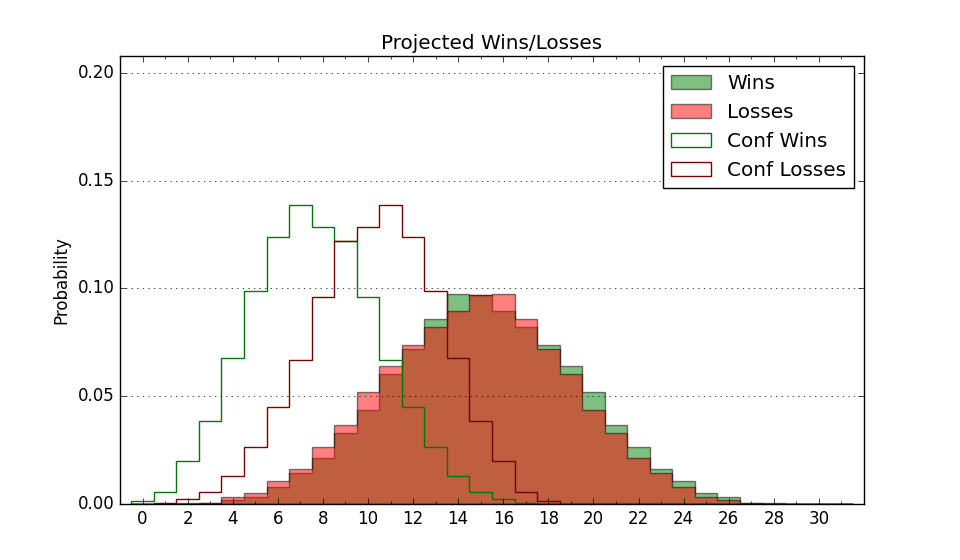 Projected Wins/Losses
0.20
0.15
0.10
0.05
0.00
Probability
Wins
Losses
Conf Wins
Conf Losses
0 2 4 6 8 10 12 14 16 18 20 22 24 26 28 30